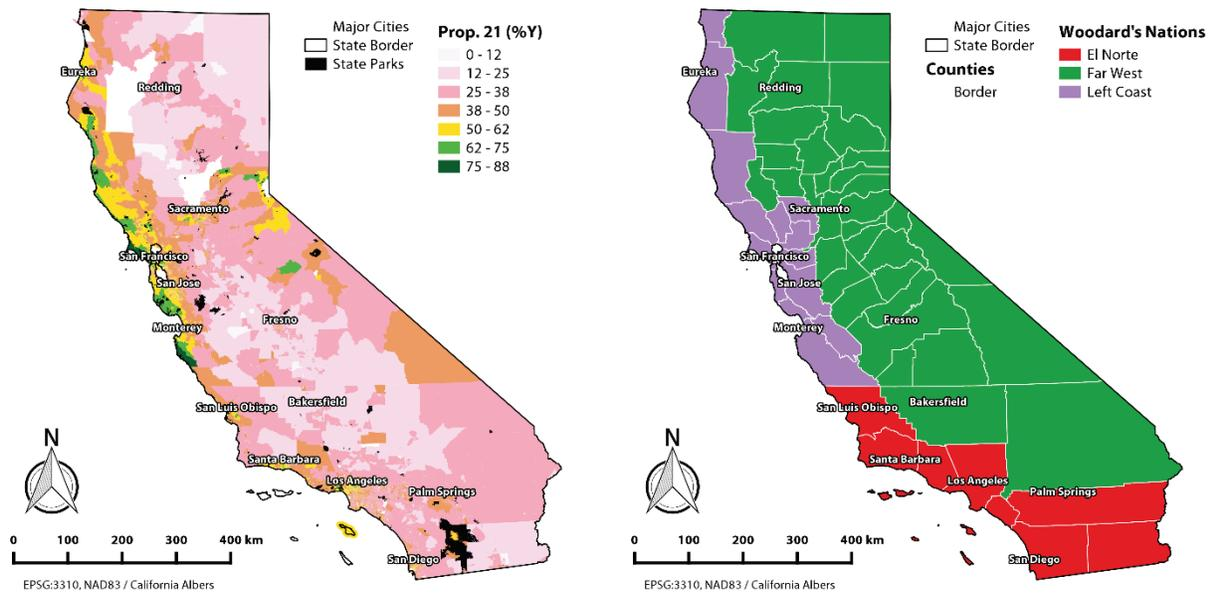 Major Cities
State Border
State Parks
Prop. 21 (%Y)
0 - 12
12 - 25
25 - 38
38 - 50
50 - 62
62 - 75
75 - 88
Eureka
Redding
Sacramento
San Francisco
San Jose
Monterey
Fresno
San Luis Obispo
Bakersfield
Santa Barbara
Los Angeles
Palm Springs
San Diego
N
0 100 200 300 400 km
EPSG:3310, NAD83 / California Albers
Major Cities
State Border
Counties
Border
Woodard's Nations
El Norte
Far West
Left Coast
Eureka
Redding
Sacramento
San Francisco
San Jose
Monterey
Fresno
San Luis Obispo
Bakersfield
Santa Barbara
Los Angeles
Palm Springs
San Diego
N
0 100 200 300 400 km
EPSG:3310, NAD83 / California Albers